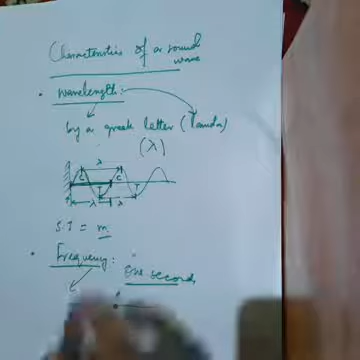 Characteristics of a sound
wave
• Wavelength:
by a greek letter (lamda)
(λ)
λ
C C
T T
λ λ
S.I = m
• Frequency:
One second